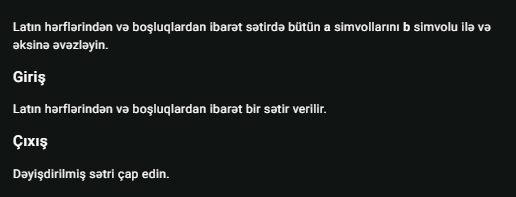 Latın hərflərindən və boşluqlardan ibarət sətirdə bütün a simvollarını b simvolu ilə və
əksinə əvəzləyin.
Giriş
Latın hərflərindən və boşluqlardan ibarət bir sətir verilir.
Çıxış
Dəyişdirilmiş sətri çap edin.